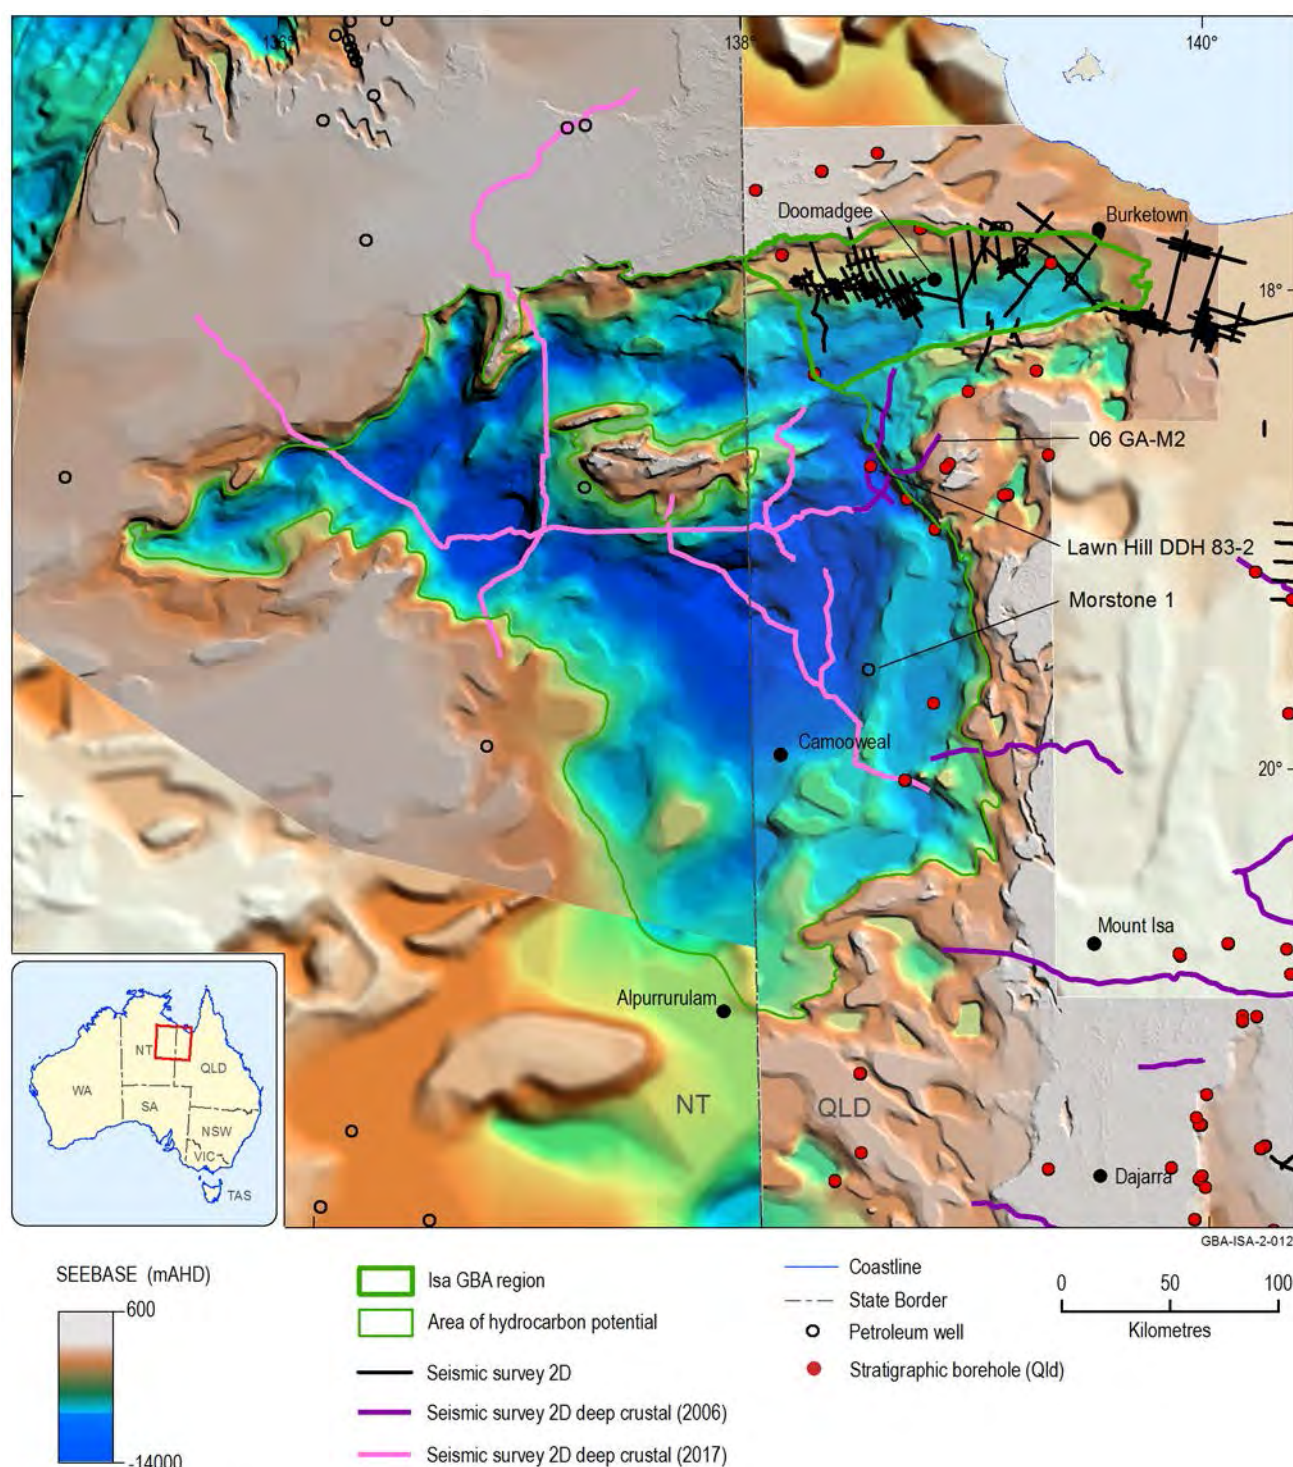 136°
138°
140°
Doomadgee
Burketown
18°
06 GA-M2
Lawn Hill DDH 83-2
Morstone 1
Camooweal
20°
Mount Isa
Alpurrurulam
NT
QLD
Dajarra
NT
QLD
WA
SA
NSW
VIC
TAS
GBA-ISA-2-012
SEEBASE (mAHD)
600
-14000
Isa GBA region
Area of hydrocarbon potential
Seismic survey 2D
Seismic survey 2D deep crustal (2006)
Seismic survey 2D deep crustal (2017)
Coastline
State Border
Petroleum well
Stratigraphic borehole (Qld)
0 50 100
Kilometres